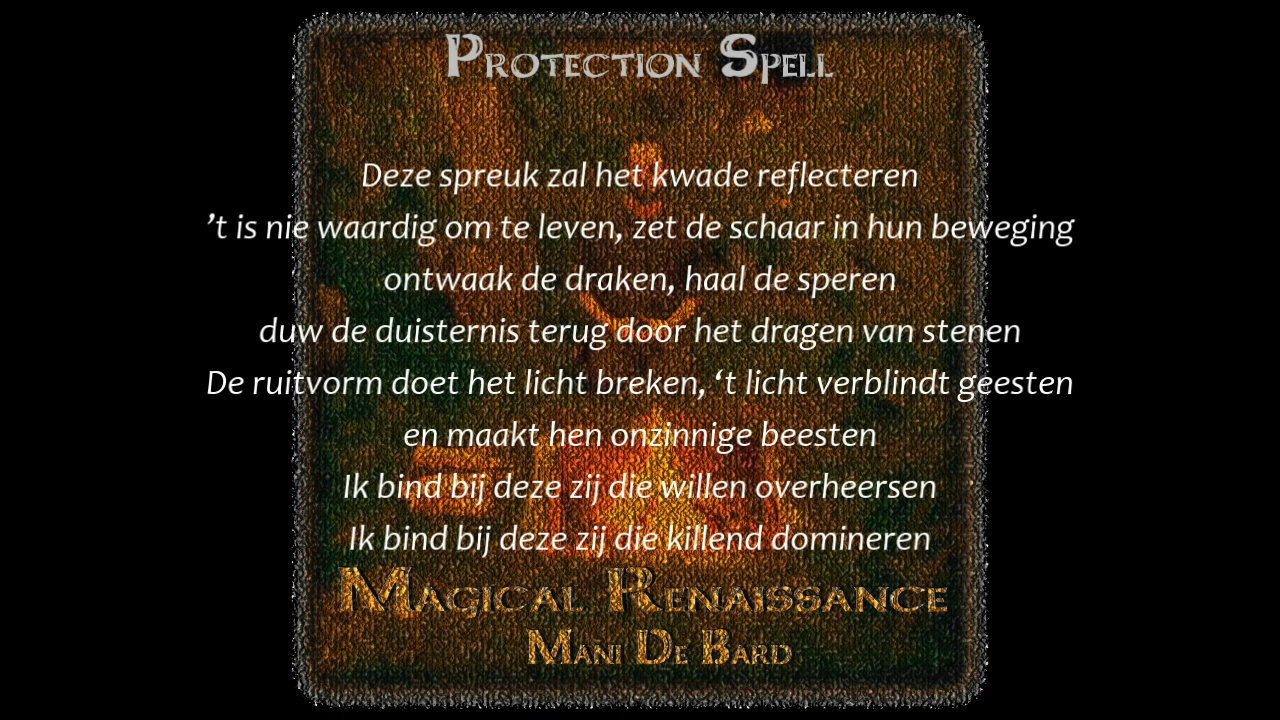 Protection Spell
Deze spreuk zal het kwade reflecteren
’t is nie waardig om te leven, zet de schaar in hun beweging
ontwaak de draken, haal de speren
duw de duisternis terug door het dragen van stenen
De ruitvorm doet het licht breken, ‘t licht verblindt geesten
en maakt hen onzinnige beesten
Ik bind bij deze zij die willen overheersen
Ik bind bij deze zij die killend domineren
Magical Renaissance
Mani De Bard